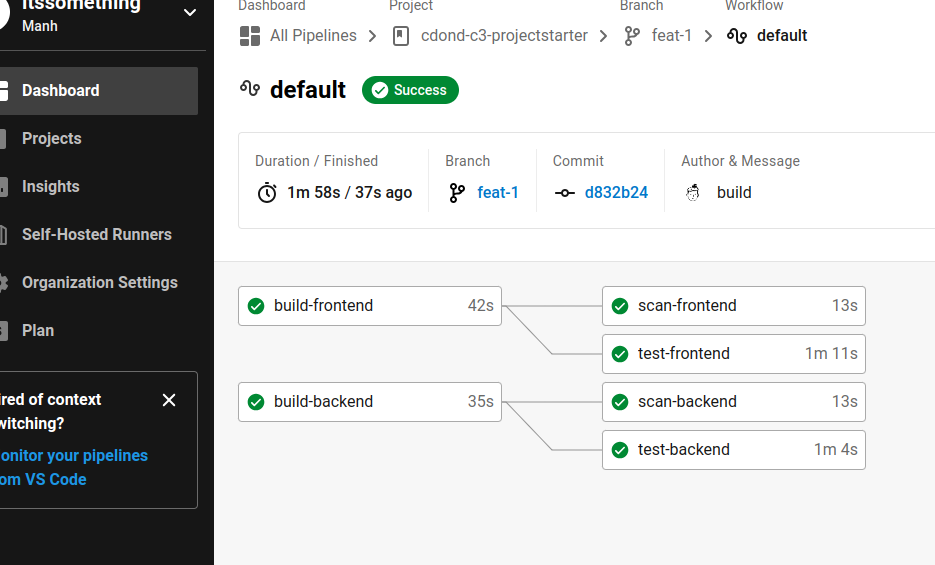 itssomething
Manh
Dashboard
Projects
Insights
Self-Hosted Runners
Organization Settings
Plan
ired of context
witching?
onitor your pipelines
om VS Code
Dashboard Project Branch Workflow
All Pipelines cdond-c3-projectstarter feat-1 default
default Success
Duration / Finished Branch Commit Author & Message
1m 58s / 37s ago feat-1 d832b24 build
build-frontend 42s scan-frontend 13s
test-frontend 1m 11s
build-backend 35s scan-backend 13s
test-backend 1m 4s